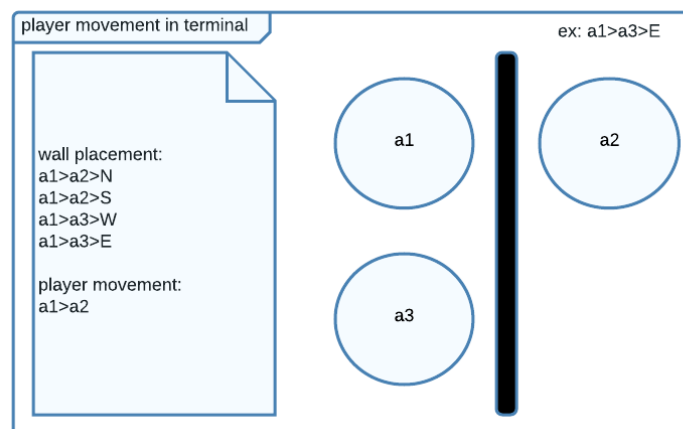 player movement in terminal
ex: a1>a3>E
wall placement:
a1>a2>N
a1>a2>S
a1>a3>W
a1>a3>E
player movement:
a1>a2
a1
a2
a3